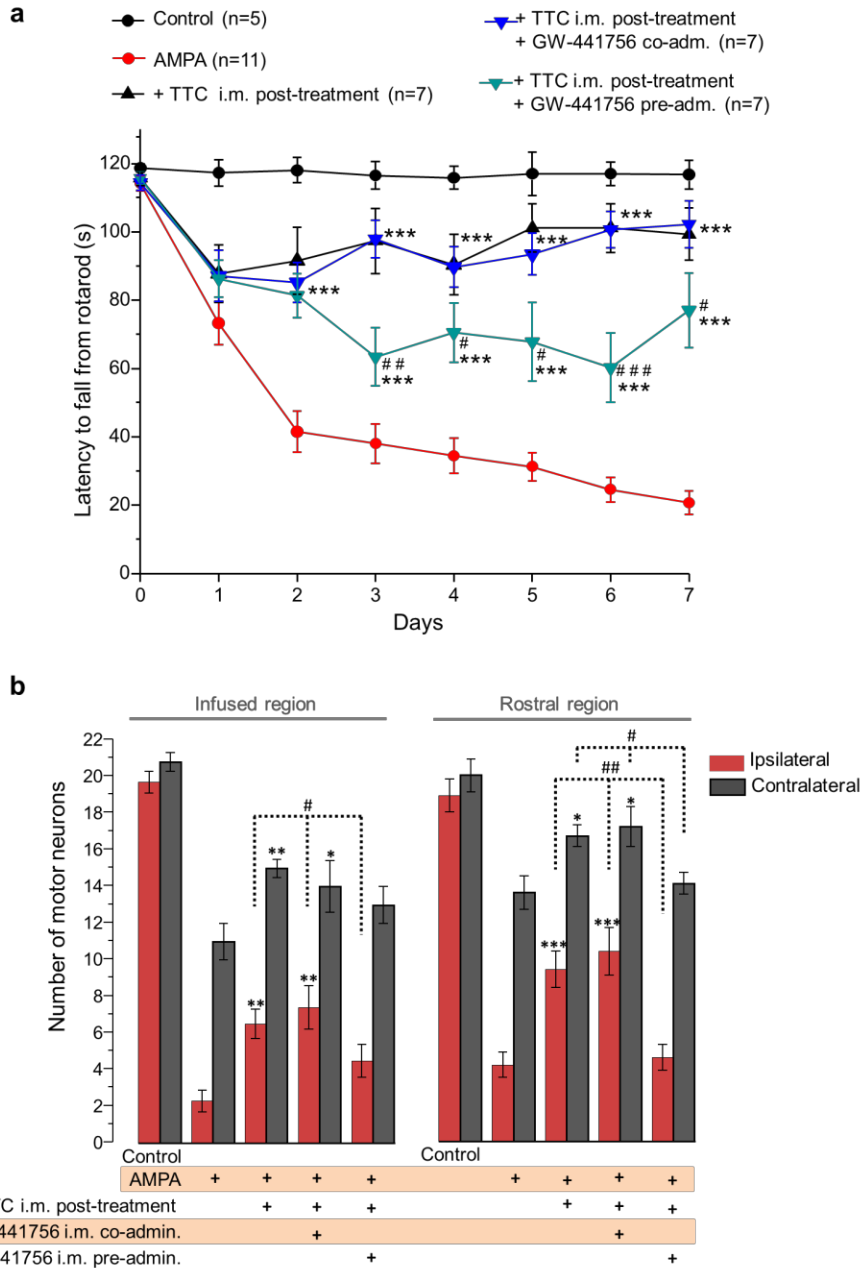 a
Control (n=5)
AMPA (n=11)
+ TTC i.m. post-treatment (n=7)
+ TTC i.m. post-treatment
+ GW-441756 co-adm. (n=7)
+ TTC i.m. post-treatment
+ GW-441756 pre-adm. (n=7)
Latency to fall from rotarod (s)
120
100
80
60
40
20
0
*** *** *** *** ***
***
# # # # # # #
*** *** *** *** ***
0 1 2 3 4 5 6 7
Days
b
Infused region Rostral region
Ipsilateral
Contralateral
Number of motor neurons
22
20
18
16
14
12
10
8
6
4
2
0
# # ##
** * * *
** ** *** ***
Control Control
AMPA + + + + + + + +
C i.m. post-treatment + + + + + +
441756 i.m. co-admin. + +
41756 i.m. pre-admin. + +